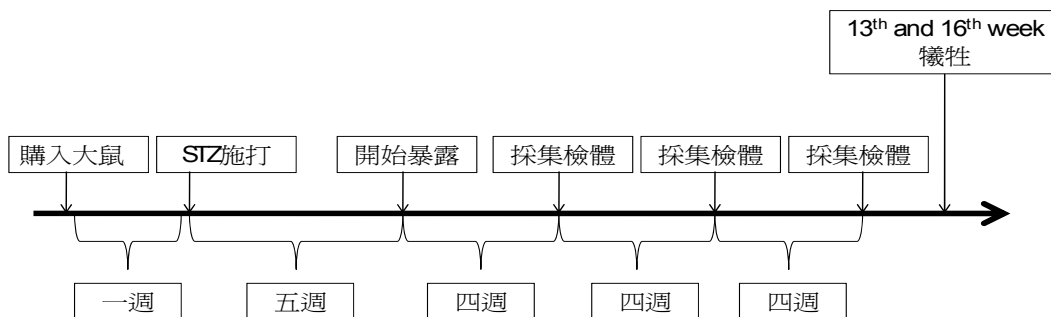 13th and 16th week
犧牲
購入大鼠
STZ施打
開始暴露
採集檢體
採集檢體
採集檢體
一週
五週
四週
四週
四週